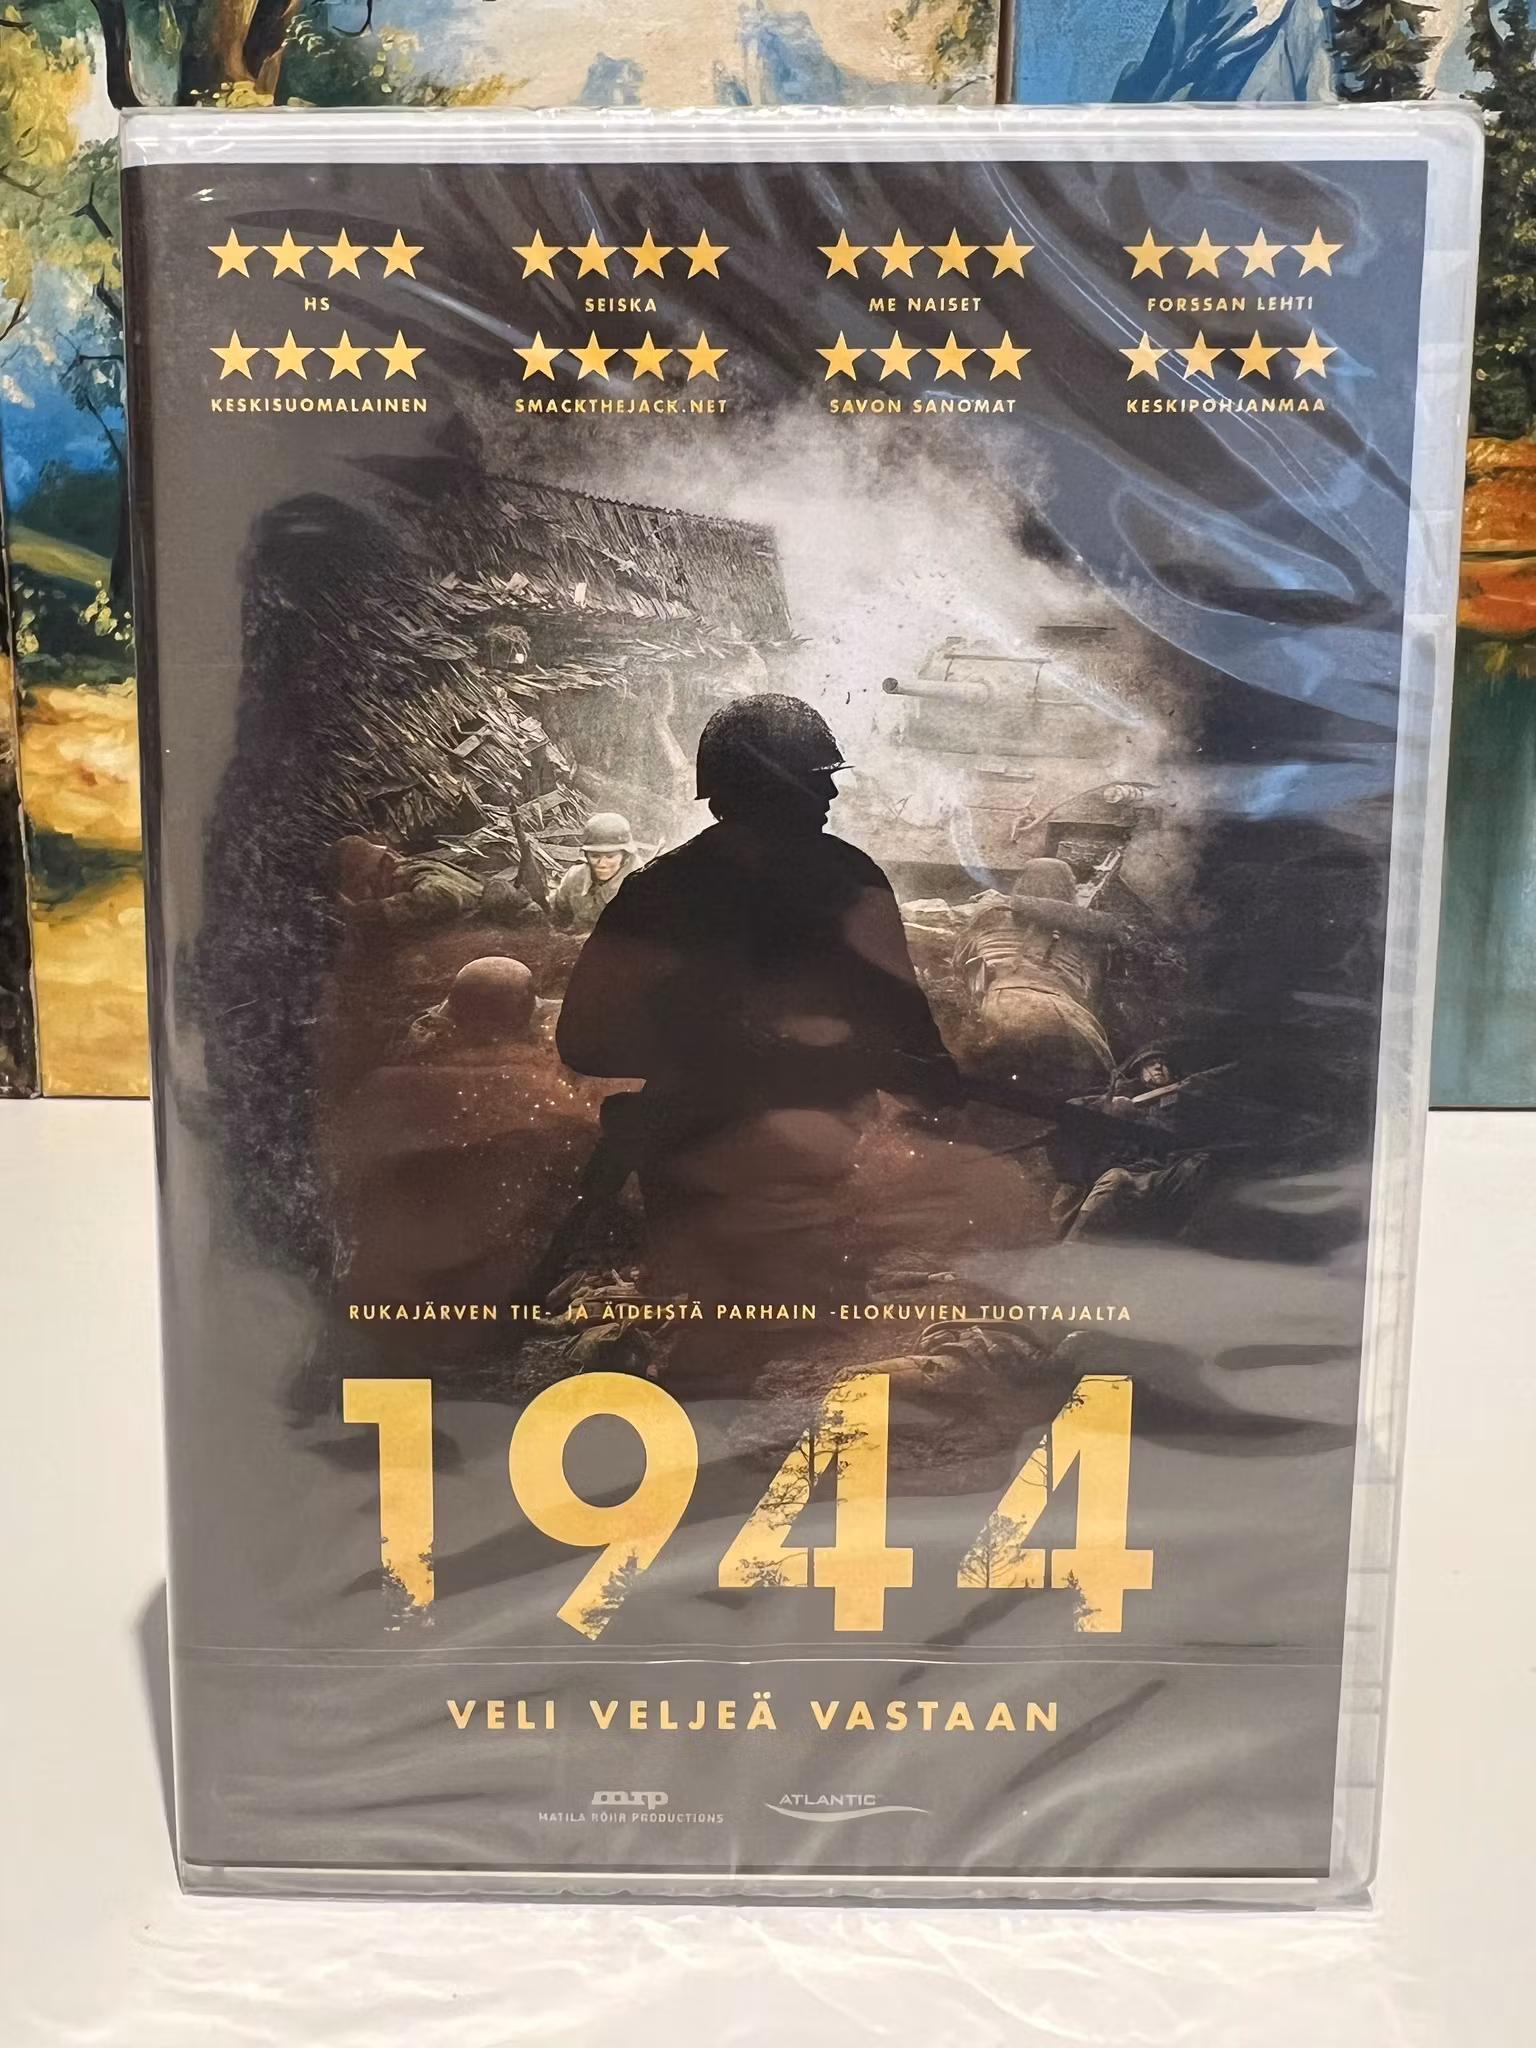 HS SEISKA ME NAISET FORSSAN LEHTI
KESKISUOMALAINEN SMACKTHEJACK.NET SAVON SANOMAT KESKIPOHJANMAA
RUKAJÄRVEN TIE- JA ÄIDEISTÄ PARHAIN -ELOKUVIEN TUOTTAJALTA
1944
VELI VELJEÄ VASTAAN
mrp ATLANTIC
MATILA RÖHR PRODUCTIONS